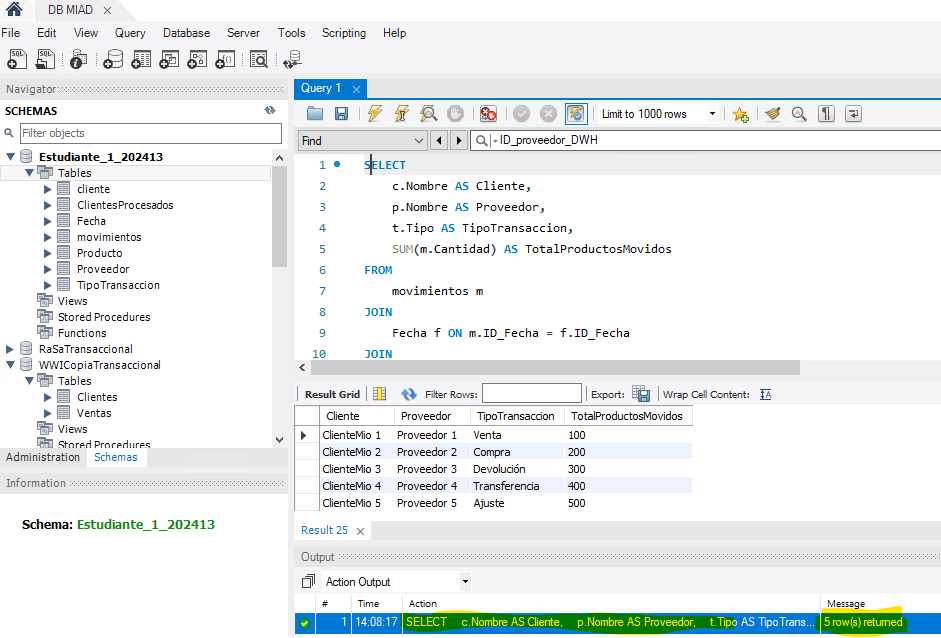 DB MIAD
File Edit View Query Database Server Tools Scripting Help
Navigator
SCHEMAS
Filter objects
Estudiante_1_202413
Tables
cliente
ClientesProcesados
Fecha
movimientos
Producto
Proveedor
TipoTransaccion
Views
Stored Procedures
Functions
RaSaTransaccional
WWICopiaTransaccional
Tables
Clientes
Ventas
Views
Stored Procedures
Administration Schemas
Information
Schema: Estudiante_1_202413
Query 1
Limit to 1000 rows
Find ID_proveedor_DWH
1 SELECT
2 c.Nombre AS Cliente,
3 p.Nombre AS Proveedor,
4 t.Tipo AS TipoTransaccion,
5 SUM(m.Cantidad) AS TotalProductosMovidos
6 FROM
7 movimientos m
8 JOIN
9 Fecha f ON m.ID_Fecha = f.ID_Fecha
10 JOIN
Result Grid Filter Rows: Export: Wrap Cell Content:
Cliente Proveedor TipoTransaccion TotalProductosMovidos
ClienteMio 1 Proveedor 1 Venta 100
ClienteMio 2 Proveedor 2 Compra 200
ClienteMio 3 Proveedor 3 Devolución 300
ClienteMio 4 Proveedor 4 Transferencia 400
ClienteMio 5 Proveedor 5 Ajuste 500
Result 25
Output
Action Output
# Time Action Message
1 14:08:17 SELECT c.Nombre AS Cliente, p.Nombre AS Proveedor, t.Tipo AS TipoTrans... 5 row(s) returned